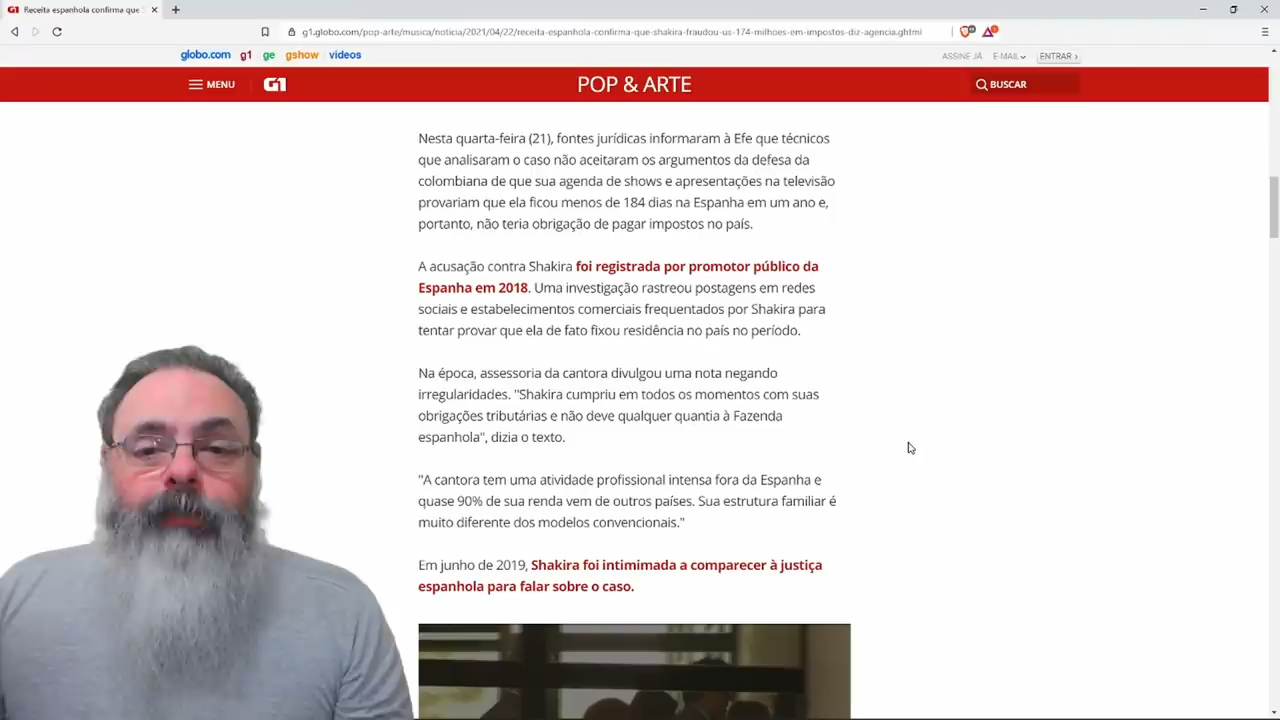 Receita espanhola confirma que S
g1.globo.com/pop-arte/musica/noticia/2021/04/22/receita-espanhola-confirma-que-shakira-fraudou-us-174-milhoes-em-impostos-diz-agencia.ghtml
globo.com g1 ge gshow videos
ASSINE JÁ E-MAIL ENTRAR ›
MENU G1 POP & ARTE BUSCAR
Nesta quarta-feira (21), fontes jurídicas informaram à Efe que técnicos
que analisaram o caso não aceitaram os argumentos da defesa da
colombiana de que sua agenda de shows e apresentações na televisão
provariam que ela ficou menos de 184 dias na Espanha em um ano e,
portanto, não teria obrigação de pagar impostos no país.
A acusação contra Shakira foi registrada por promotor público da
Espanha em 2018. Uma investigação rastreou postagens em redes
sociais e estabelecimentos comerciais frequentados por Shakira para
tentar provar que ela de fato fixou residência no país no período.
Na época, assessoria da cantora divulgou uma nota negando
irregularidades. "Shakira cumpriu em todos os momentos com suas
obrigações tributárias e não deve qualquer quantia à Fazenda
espanhola", dizia o texto.
"A cantora tem uma atividade profissional intensa fora da Espanha e
quase 90% de sua renda vem de outros países. Sua estrutura familiar é
muito diferente dos modelos convencionais."
Em junho de 2019, Shakira foi intimimada a comparecer à justiça
espanhola para falar sobre o caso.